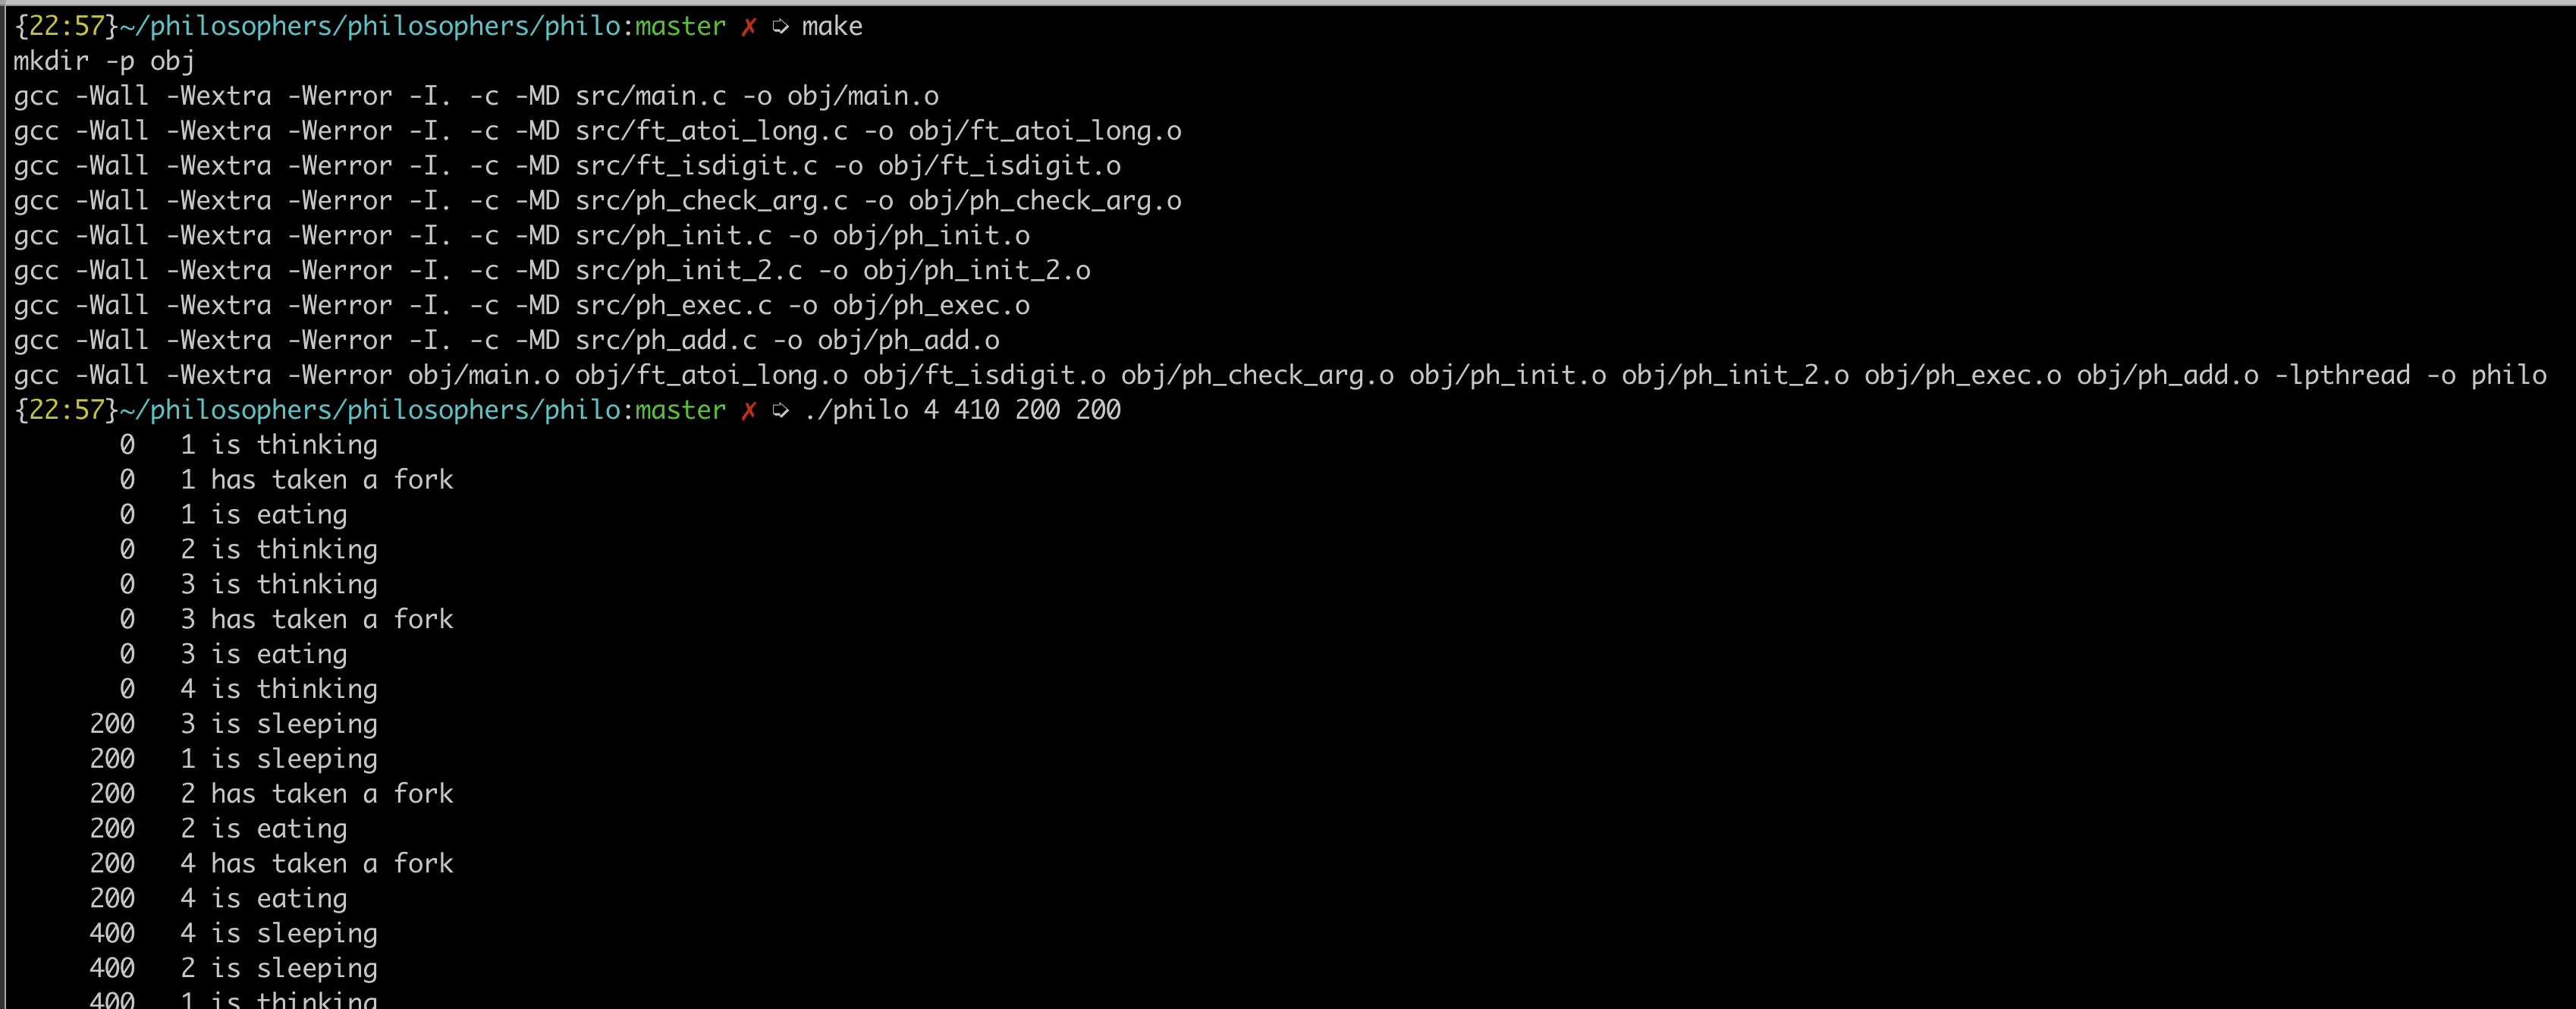 {22:57}~/philosophers/philosophers/philo:master ✗ ➩ make
mkdir -p obj
gcc -Wall -Wextra -Werror -I. -c -MD src/main.c -o obj/main.o
gcc -Wall -Wextra -Werror -I. -c -MD src/ft_atoi_long.c -o obj/ft_atoi_long.o
gcc -Wall -Wextra -Werror -I. -c -MD src/ft_isdigit.c -o obj/ft_isdigit.o
gcc -Wall -Wextra -Werror -I. -c -MD src/ph_check_arg.c -o obj/ph_check_arg.o
gcc -Wall -Wextra -Werror -I. -c -MD src/ph_init.c -o obj/ph_init.o
gcc -Wall -Wextra -Werror -I. -c -MD src/ph_init_2.c -o obj/ph_init_2.o
gcc -Wall -Wextra -Werror -I. -c -MD src/ph_exec.c -o obj/ph_exec.o
gcc -Wall -Wextra -Werror -I. -c -MD src/ph_add.c -o obj/ph_add.o
gcc -Wall -Wextra -Werror obj/main.o obj/ft_atoi_long.o obj/ft_isdigit.o obj/ph_check_arg.o obj/ph_init.o obj/ph_init_2.o obj/ph_exec.o obj/ph_add.o -lpthread -o philo
{22:57}~/philosophers/philosophers/philo:master ✗ ➩ ./philo 4 410 200 200
0 1 is thinking
0 1 has taken a fork
0 1 is eating
0 2 is thinking
0 3 is thinking
0 3 has taken a fork
0 3 is eating
0 4 is thinking
200 3 is sleeping
200 1 is sleeping
200 2 has taken a fork
200 2 is eating
200 4 has taken a fork
200 4 is eating
400 4 is sleeping
400 2 is sleeping
400 1 is thinking